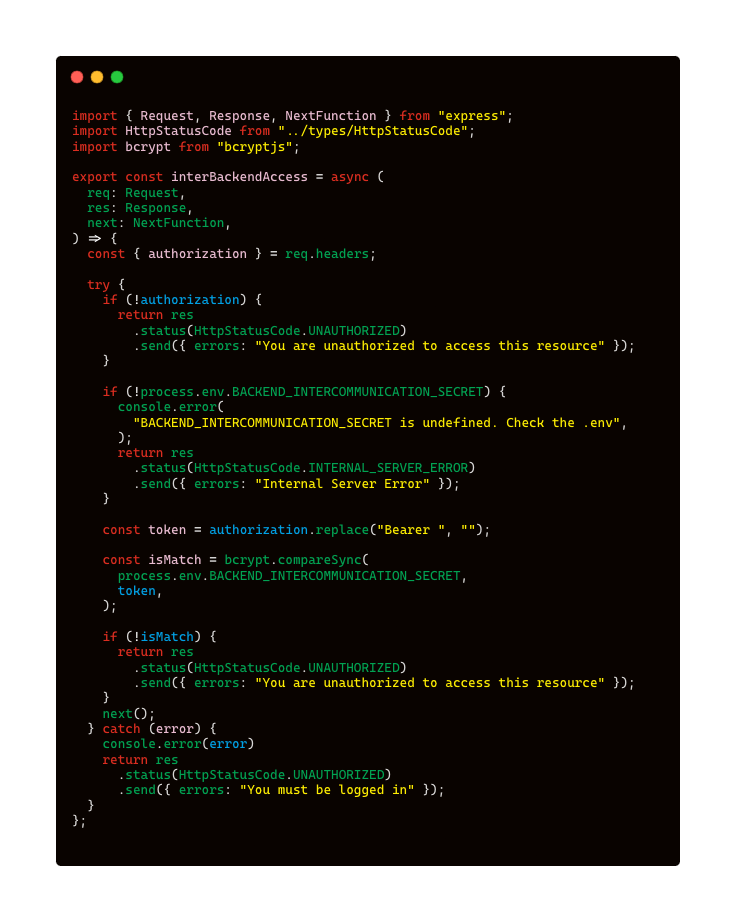 import { Request, Response, NextFunction } from "express";
import HttpStatusCode from "../types/HttpStatusCode";
import bcrypt from "bcryptjs";

export const interBackendAccess = async (
  req: Request,
  res: Response,
  next: NextFunction,
) => {
  const { authorization } = req.headers;

  try {
    if (!authorization) {
      return res
        .status(HttpStatusCode.UNAUTHORIZED)
        .send({ errors: "You are unauthorized to access this resource" });
    }

    if (!process.env.BACKEND_INTERCOMMUNICATION_SECRET) {
      console.error(
        "BACKEND_INTERCOMMUNICATION_SECRET is undefined. Check the .env",
      );
      return res
        .status(HttpStatusCode.INTERNAL_SERVER_ERROR)
        .send({ errors: "Internal Server Error" });
    }

    const token = authorization.replace("Bearer ", "");

    const isMatch = bcrypt.compareSync(
      process.env.BACKEND_INTERCOMMUNICATION_SECRET,
      token,
    );

    if (!isMatch) {
      return res
        .status(HttpStatusCode.UNAUTHORIZED)
        .send({ errors: "You are unauthorized to access this resource" });
    }
    next();
  } catch (error) {
    console.error(error)
    return res
      .status(HttpStatusCode.UNAUTHORIZED)
      .send({ errors: "You must be logged in" });
  }
};